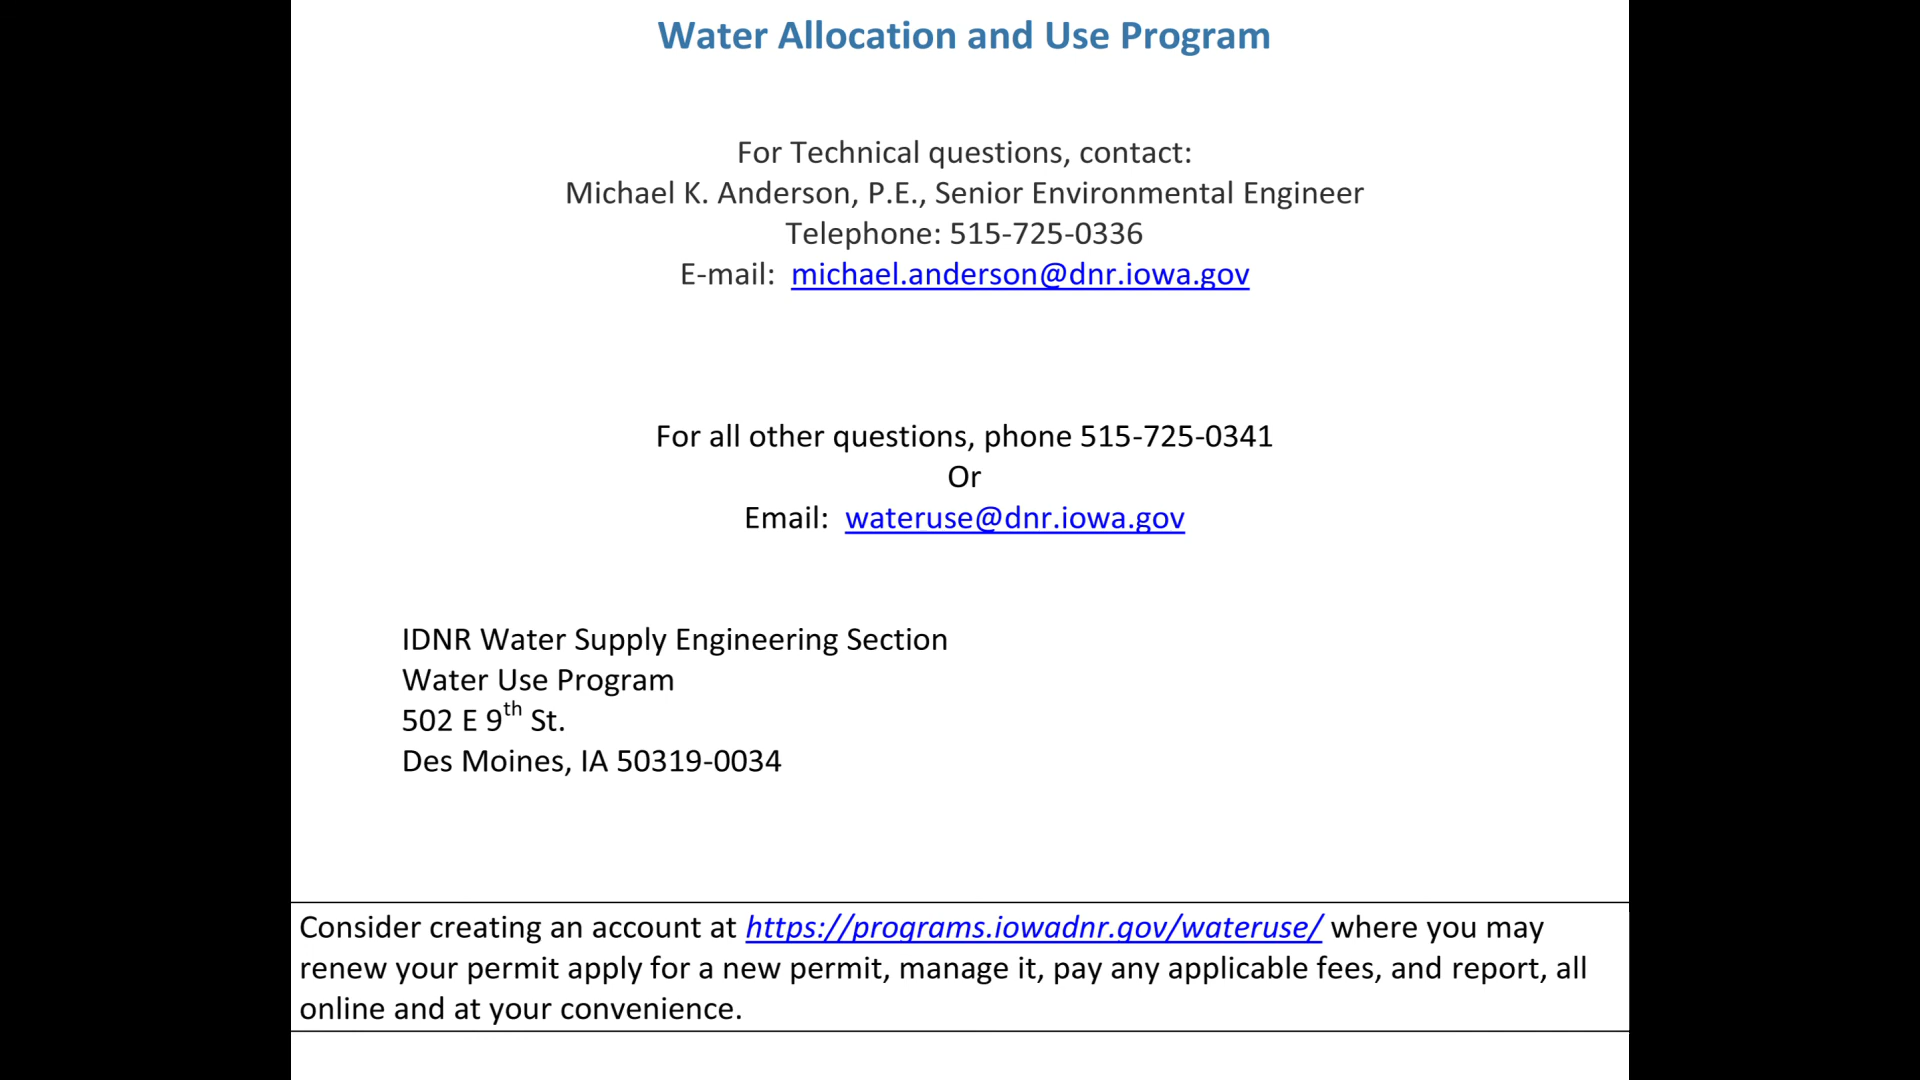 Water Allocation and Use Program
For Technical questions, contact:
Michael K. Anderson, P.E., Senior Environmental Engineer
Telephone: 515-725-0336
E-mail: michael.anderson@dnr.iowa.gov
For all other questions, phone 515-725-0341
Or
Email: wateruse@dnr.iowa.gov
IDNR Water Supply Engineering Section
Water Use Program
502 E 9th St.
Des Moines, IA 50319-0034
Consider creating an account at https://programs.iowadnr.gov/wateruse/ where you may
renew your permit apply for a new permit, manage it, pay any applicable fees, and report, all
online and at your convenience.